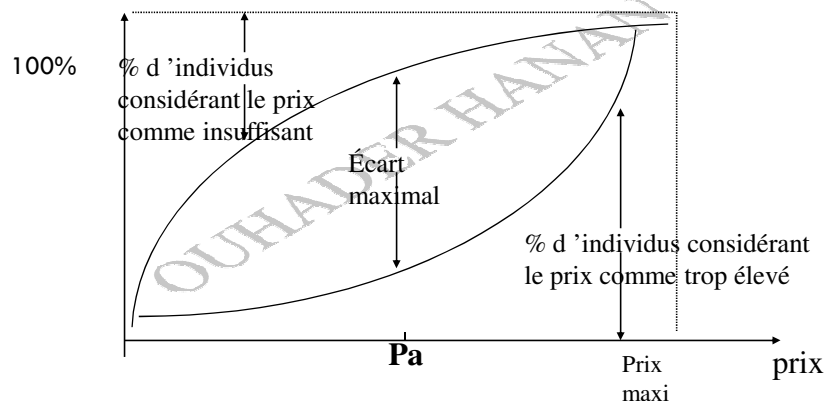 100%
% d ’individus
considérant le prix
comme insuffisant
OUHADER HANAN
Écart
maximal
% d ’individus considérant
le prix comme trop élevé
Pa
Prix
maxi
prix